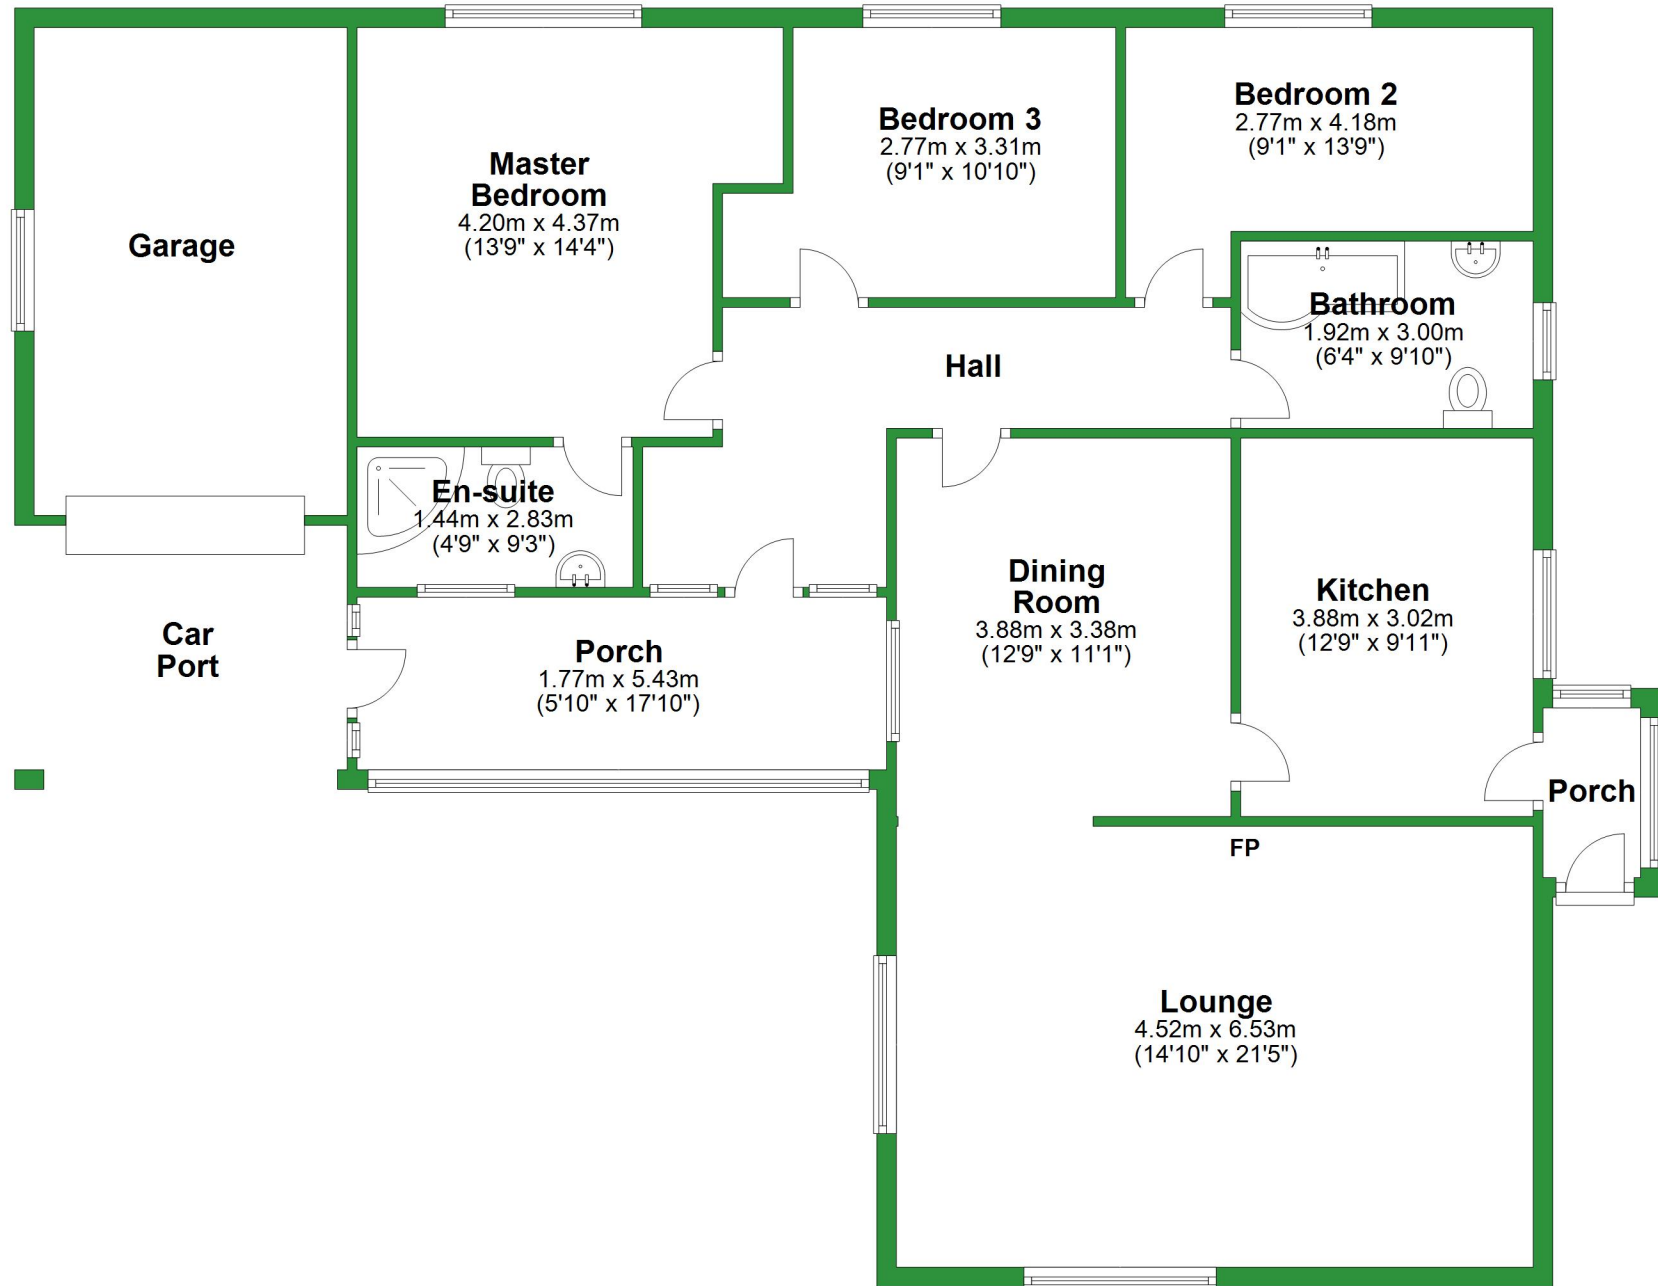 Garage
Master
Bedroom
4.20m x 4.37m
(13'9" x 14'4")
Bedroom 3
2.77m x 3.31m
(9'1" x 10'10")
Bedroom 2
2.77m x 4.18m
(9'1" x 13'9")
Bathroom
1.92m x 3.00m
(6'4" x 9'10")
Hall
En-suite
1.44m x 2.83m
(4'9" x 9'3")
Car
Port
Porch
1.77m x 5.43m
(5'10" x 17'10")
Dining
Room
3.88m x 3.38m
(12'9" x 11'1")
Kitchen
3.88m x 3.02m
(12'9" x 9'11")
Porch
FP
Lounge
4.52m x 6.53m
(14'10" x 21'5")